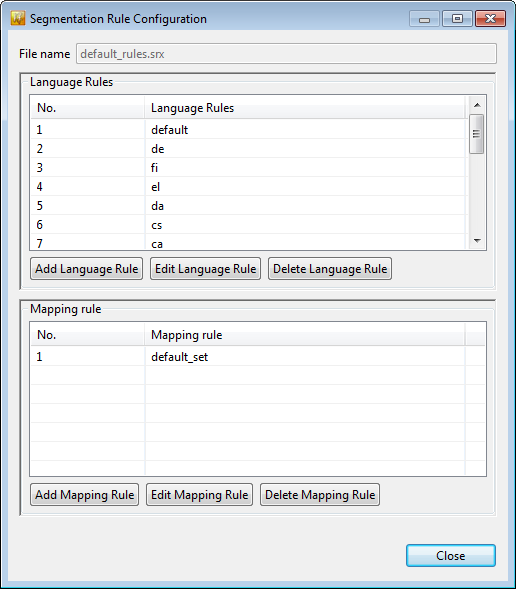 Segmentation Rule Configuration
File name default_rules.srx
Language Rules
No. Language Rules
1 default
2 de
3 fi
4 el
5 da
6 cs
7 ca
Add Language Rule Edit Language Rule Delete Language Rule
Mapping rule
No. Mapping rule
1 default_set
Add Mapping Rule Edit Mapping Rule Delete Mapping Rule
Close